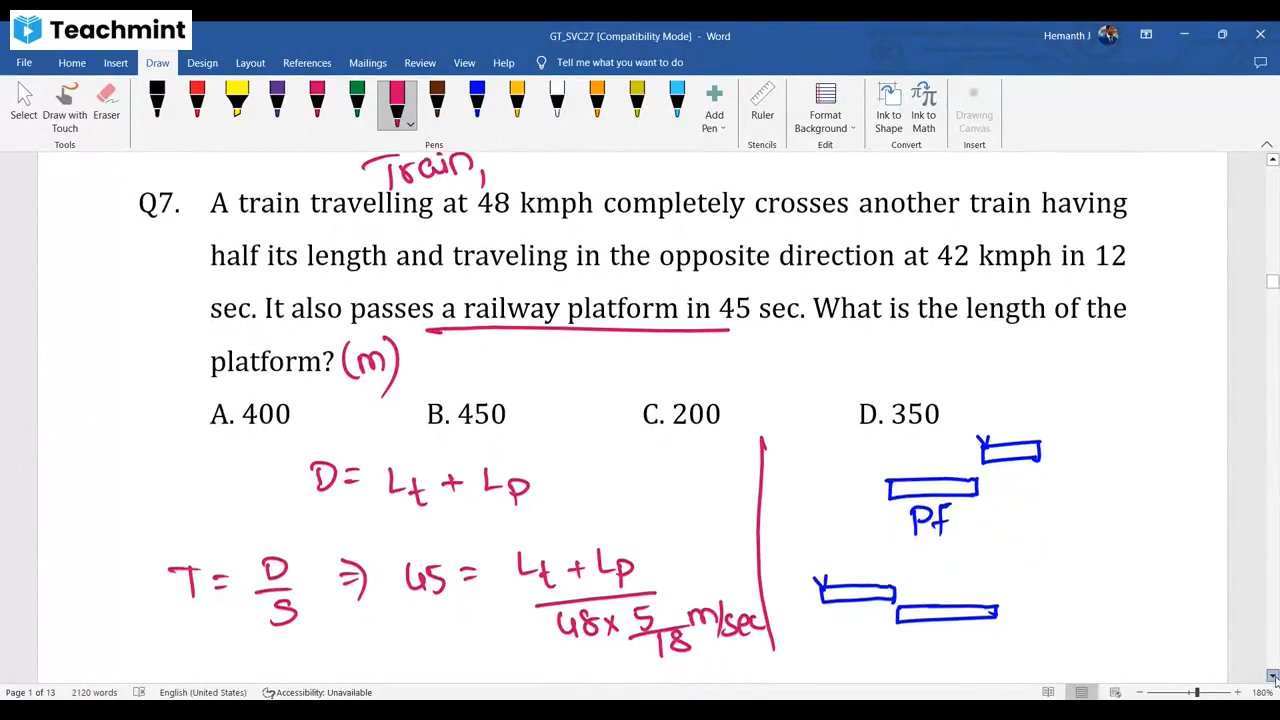 Teachmint
GT_SVC27 [Compatibility Mode] - Word
Hemanth J
File Home Insert Draw Design Layout References Mailings Review View Help Tell me what you want to do
Select
Draw with Touch
Eraser
Add Pen
Ruler
Format Background
Ink to Shape
Ink to Math
Drawing Canvas
Tools Pens Stencils Edit Convert Insert
Train,
Q7. A train travelling at 48 kmph completely crosses another train having
half its length and traveling in the opposite direction at 42 kmph in 12
sec. It also passes a railway platform in 45 sec. What is the length of the
platform? (m)
A. 400 B. 450 C. 200 D. 350
D = Lt + Lp
Pf
T = D/S ⇒ 45 = Lt + Lp / 48 × 5/18 m/sec
Page 1 of 13 2120 words English (United States) Accessibility: Unavailable 180%